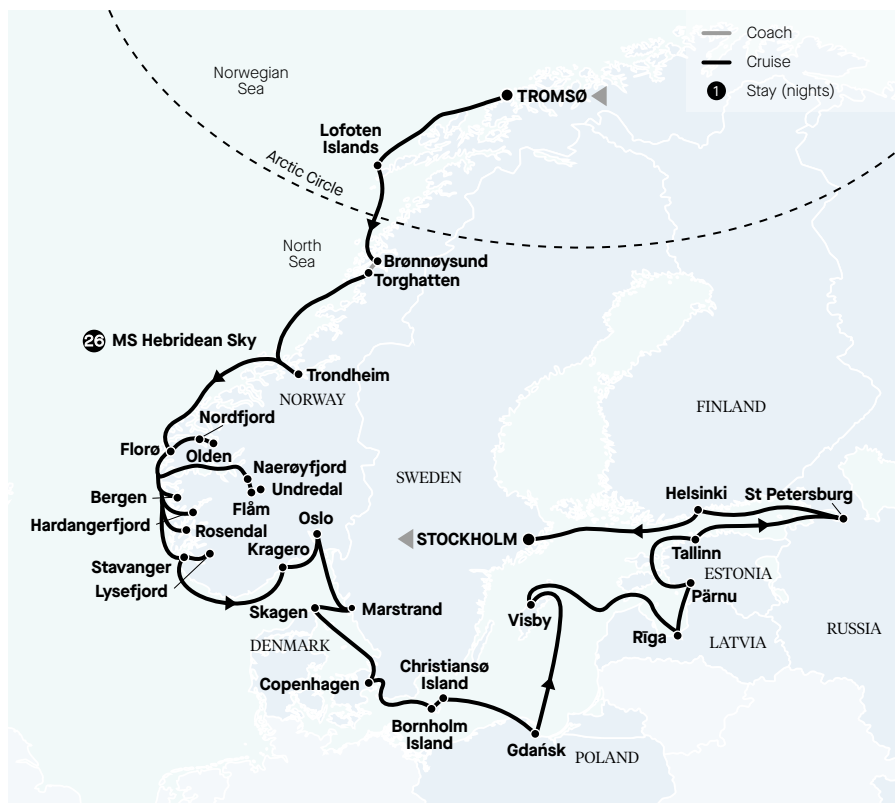 Coach
Cruise
1 Stay (nights)
Norwegian
Sea
TROMSØ
Lofoten
Islands
Arctic Circle
North
Sea
Brønnøysund
Torghatten
26 MS Hebridean Sky
Trondheim
NORWAY
FINLAND
Nordfjord
Florø
Olden
Naerøyfjord
SWEDEN
Undredal
Helsinki
St Petersburg
Bergen
Flåm
Hardangerfjord
Oslo
Rosendal
STOCKHOLM
Kragero
Tallinn
Stavanger
ESTONIA
Lysefjord
Pärnu
Skagen
Marstrand
Visby
RUSSIA
Rīga
LATVIA
DENMARK
Christiansø
Island
Copenhagen
Bornholm
Island
Gdańsk
POLAND